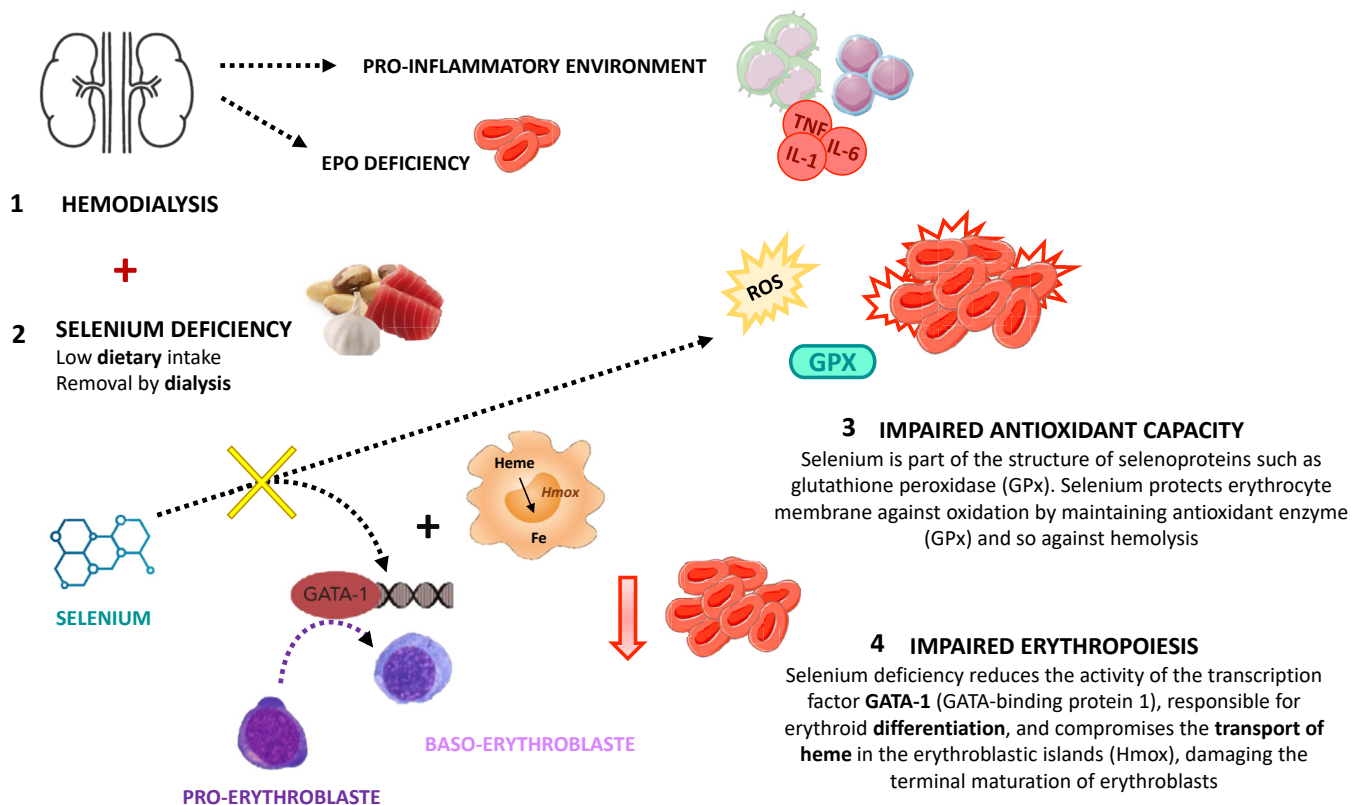 PRO-INFLAMMATORY ENVIRONMENT
TNF
IL-1
IL-6
EPO DEFICIENCY
1 HEMODIALYSIS
+
2 SELENIUM DEFICIENCY
Low dietary intake
Removal by dialysis
ROS
GPX
3 IMPAIRED ANTIOXIDANT CAPACITY
Selenium is part of the structure of selenoproteins such as
glutathione peroxidase (GPx). Selenium protects erythrocyte
membrane against oxidation by maintaining antioxidant enzyme
(GPx) and so against hemolysis
Heme
Hmox
Fe
+
GATA-1
SELENIUM
BASO-ERYTHROBLASTE
PRO-ERYTHROBLASTE
4 IMPAIRED ERYTHROPOIESIS
Selenium deficiency reduces the activity of the transcription
factor GATA-1 (GATA-binding protein 1), responsible for
erythroid differentiation, and compromises the transport of
heme in the erythroblastic islands (Hmox), damaging the
terminal maturation of erythroblasts